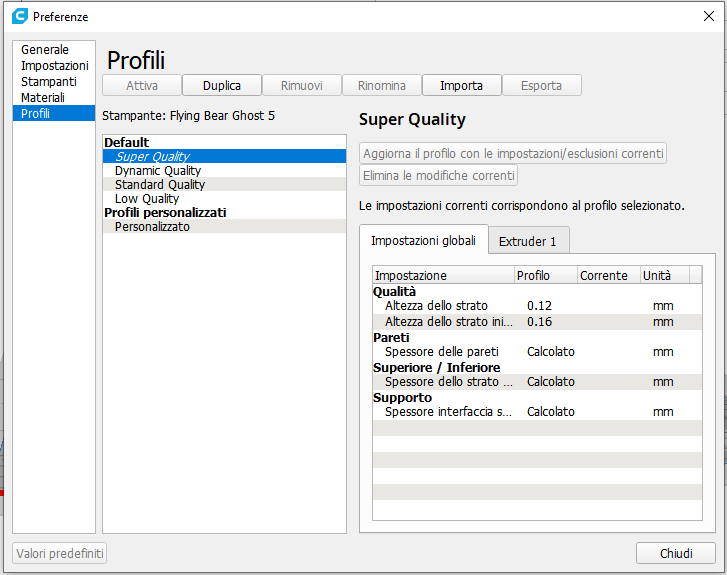 Preferenze
Generale
Impostazioni
Stampanti
Materiali
Profili
Profili
Attiva Duplica Rimuovi Rinomina Importa Esporta
Stampante: Flying Bear Ghost 5
Default
Super Quality
Dynamic Quality
Standard Quality
Low Quality
Profili personalizzati
Personalizzato
Super Quality
Aggiorna il profilo con le impostazioni/esclusioni correnti
Elimina le modifiche correnti
Le impostazioni correnti corrispondono al profilo selezionato.
Impostazioni globali Extruder 1
Impostazione Profilo Corrente Unità
Qualità
Altezza dello strato 0.12 mm
Altezza dello strato ini... 0.16 mm
Pareti
Spessore delle pareti Calcolato mm
Superiore / Inferiore
Spessore dello strato ... Calcolato mm
Supporto
Spessore interfaccia s... Calcolato mm
Valori predefiniti Chiudi